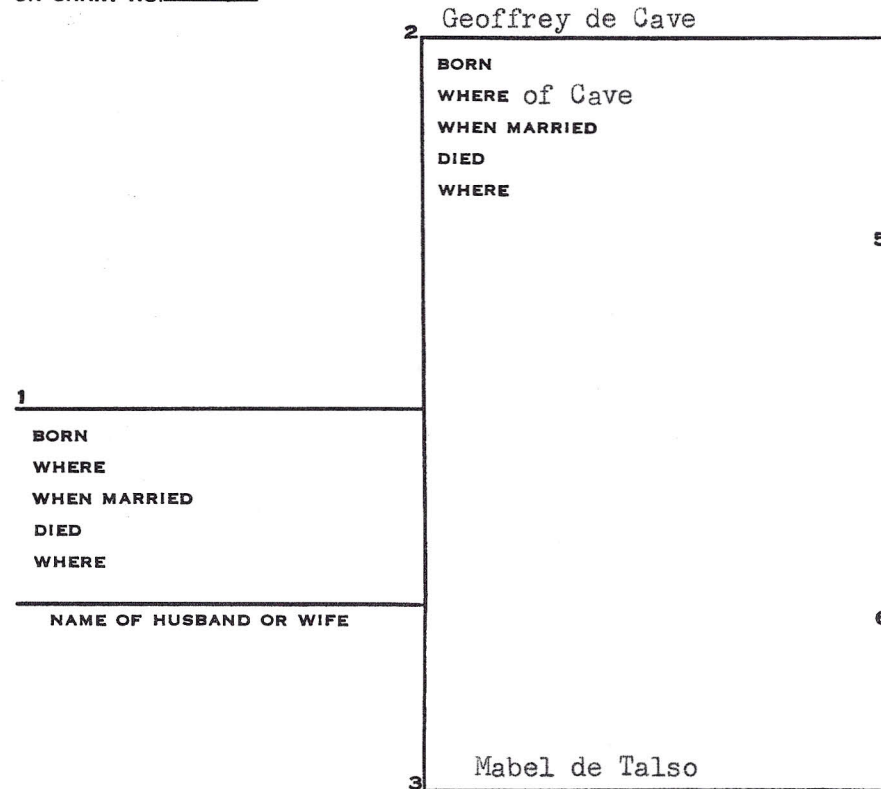 2 Geoffrey de Cave
BORN
WHERE of Cave
WHEN MARRIED
DIED
WHERE
5
1
BORN
WHERE
WHEN MARRIED
DIED
WHERE
NAME OF HUSBAND OR WIFE
3 Mabel de Talso